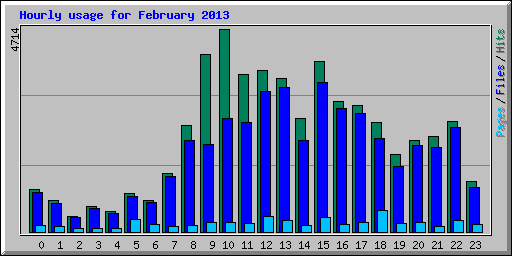 Hourly usage for February 2013
4714
Pages/Files/Hits
0 1 2 3 4 5 6 7 8 9 10 11 12 13 14 15 16 17 18 19 20 21 22 23